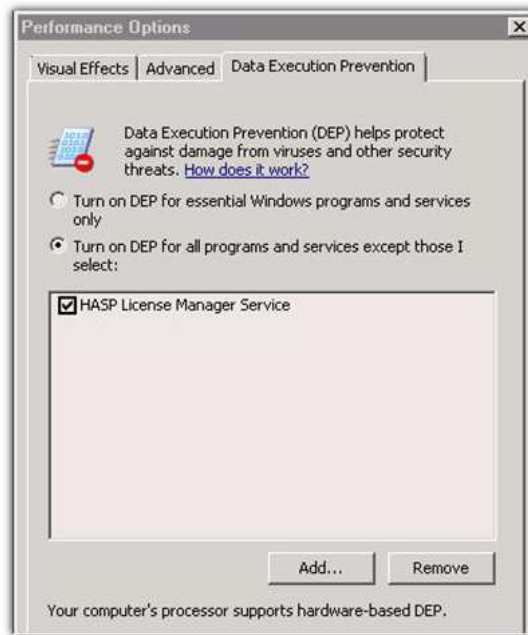 Performance Options
Visual Effects Advanced Data Execution Prevention
Data Execution Prevention (DEP) helps protect
against damage from viruses and other security
threats. How does it work?
Turn on DEP for essential Windows programs and services
only
Turn on DEP for all programs and services except those I
select:
HASP License Manager Service
Add... Remove
Your computer's processor supports hardware-based DEP.